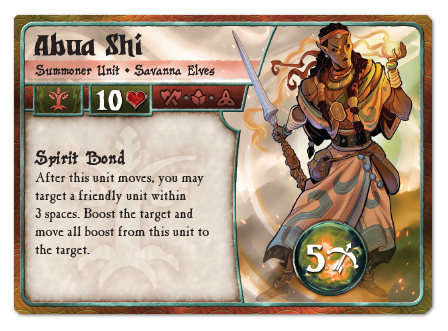 Abua Shi
Summoner Unit • Savanna Elves
10
Spirit Bond
After this unit moves, you may
target a friendly unit within
3 spaces. Boost the target and
move all boost from this unit to
the target.
5